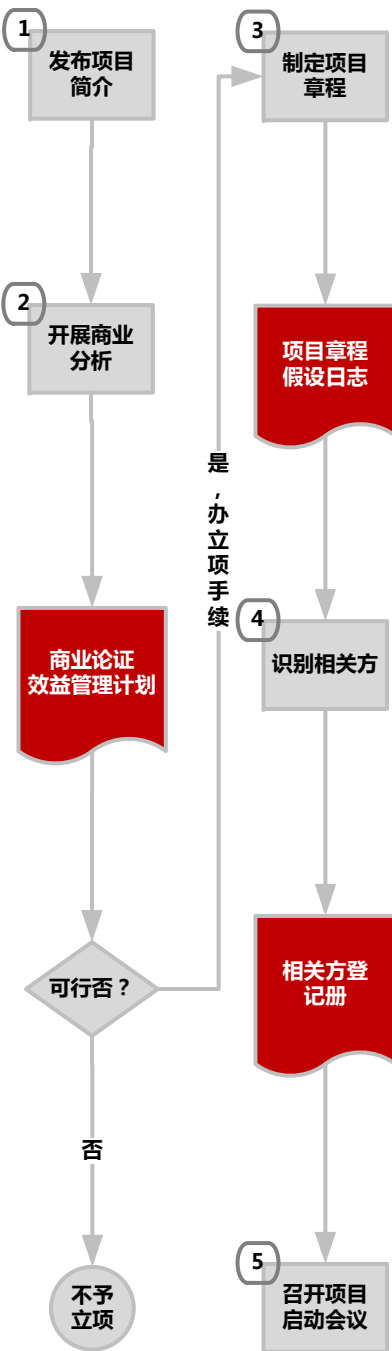 1
发布项目
简介
2
开展商业
分析
商业论证
效益管理计划
可行否？
否
不予
立项
是，办立项手续
3
制定项目
章程
项目章程
假设日志
4
识别相关方
相关方登
记册
5
召开项目
启动会议